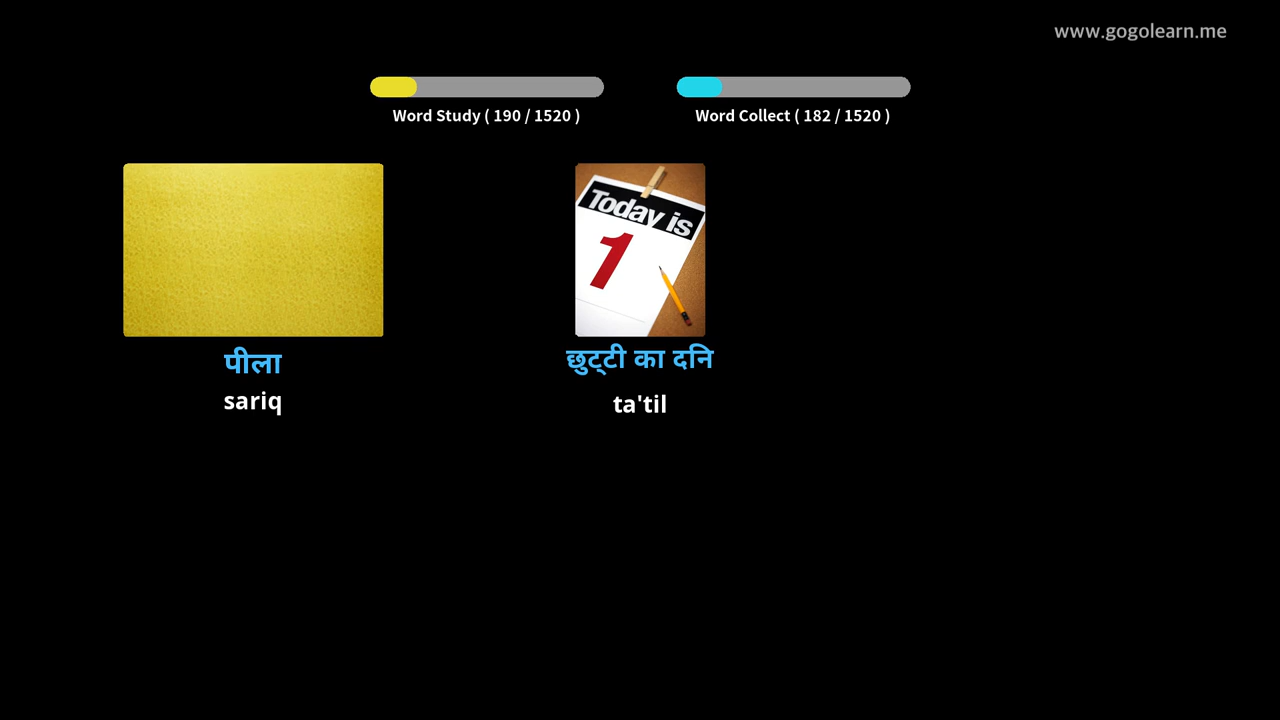 www.gogolearn.me
Word Study ( 190 / 1520 )
Word Collect ( 182 / 1520 )
Today is
1
पीला
sariq
छुट्टी का दनि
ta'til